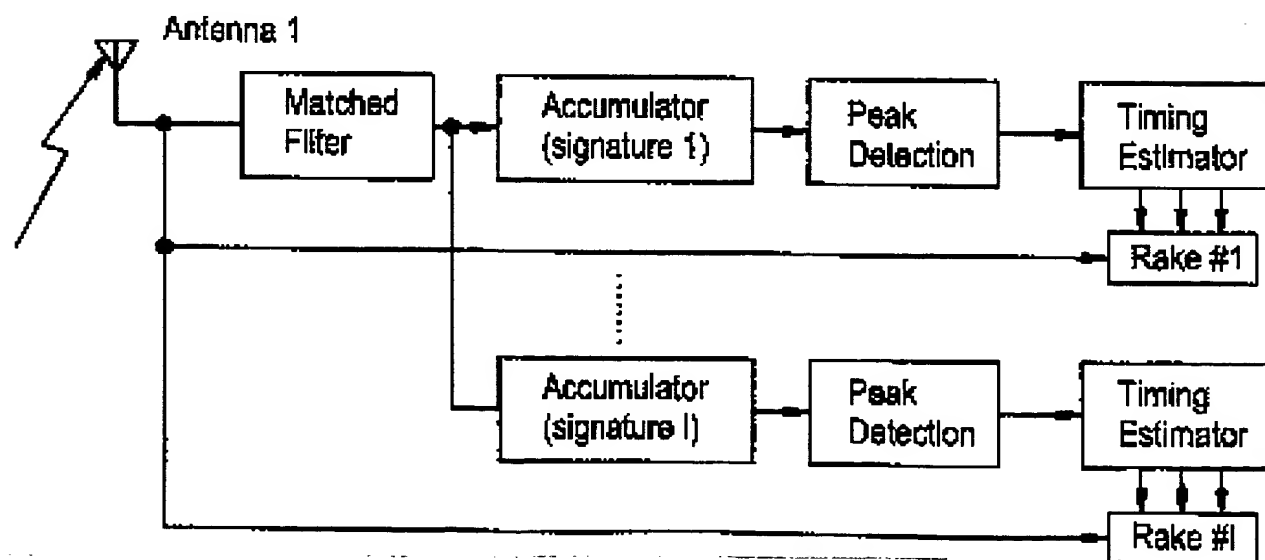 Antenna 1
Matched
Filter
Accumulator
(signature 1)
Peak
Detection
Timing
Estimator
Rake #1
Accumulator
(signature I)
Peak
Detection
Timing
Estimator
Rake #I